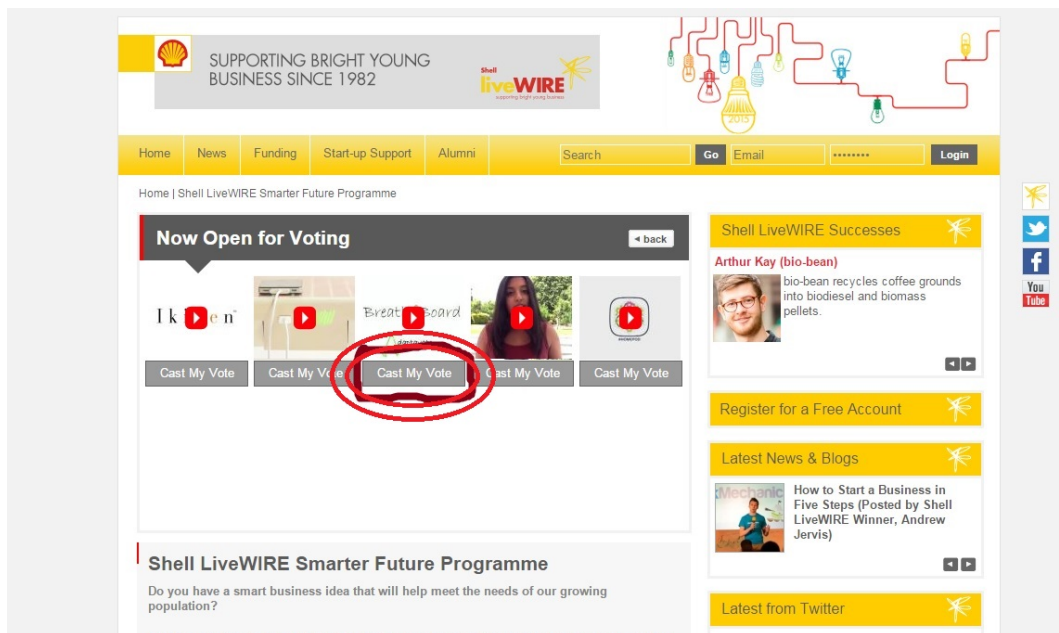 SUPPORTING BRIGHT YOUNG
BUSINESS SINCE 1982
Shell
liveWIRE
supporting bright young business
2015
Home
News
Funding
Start-up Support
Alumni
Search
Go
Email
••••••••
Login
Home | Shell LiveWIRE Smarter Future Programme
Now Open for Voting
back
Cast My Vote
Cast My Vote
Cast My Vote
Cast My Vote
Cast My Vote
Shell LiveWIRE Smarter Future Programme
Do you have a smart business idea that will help meet the needs of our growing
population?
Shell LiveWIRE Successes
Arthur Kay (bio-bean)
bio-bean recycles coffee grounds
into biodiesel and biomass
pellets.
Register for a Free Account
Latest News & Blogs
How to Start a Business in
Five Steps (Posted by Shell
LiveWIRE Winner, Andrew
Jervis)
Latest from Twitter
You
Tube